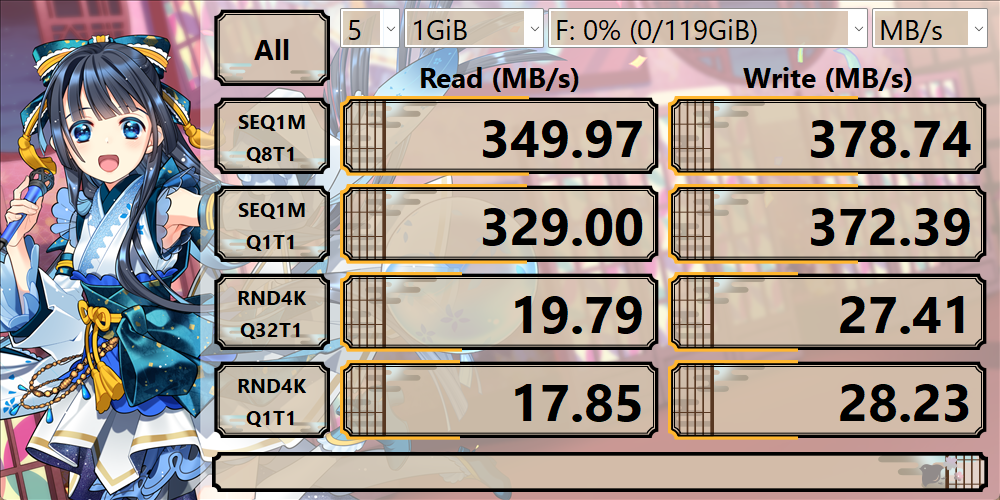 All
5 1GiB F: 0% (0/119GiB) MB/s
Read (MB/s) Write (MB/s)
SEQ1M
Q8T1
349.97 378.74
SEQ1M
Q1T1
329.00 372.39
RND4K
Q32T1
19.79 27.41
RND4K
Q1T1
17.85 28.23